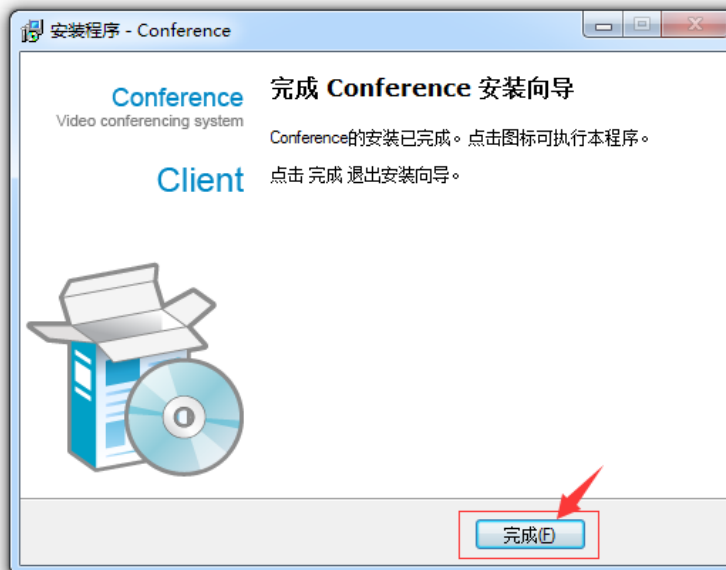 安装程序 - Conference
Conference
Video conferencing system
Client
完成 Conference 安装向导
Conference的安装已完成。点击图标可执行本程序。
点击 完成 退出安装向导。
完成(F)